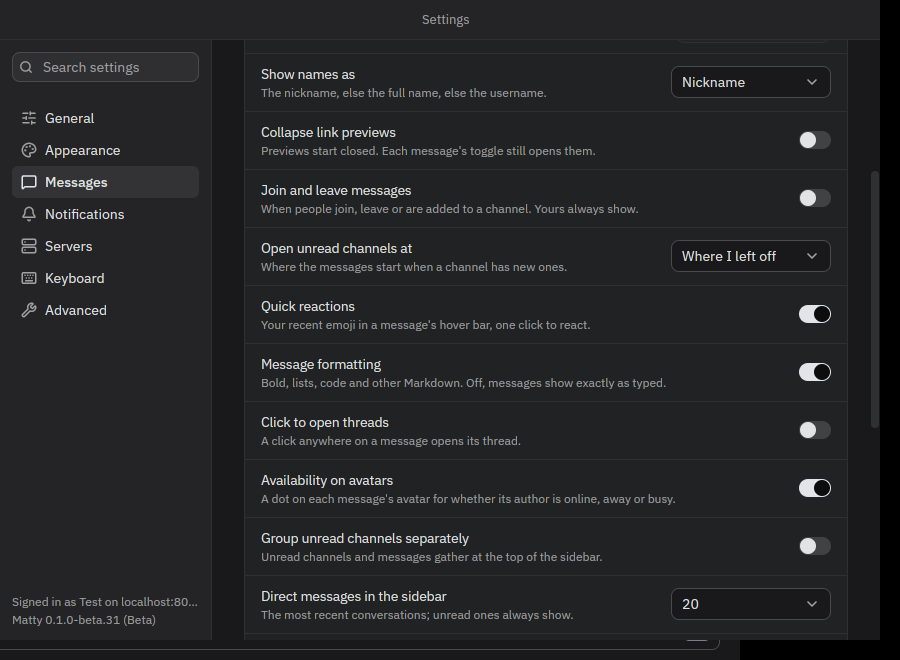 Settings
Search settings
General
Appearance
Messages
Notifications
Servers
Keyboard
Advanced
Signed in as Test on localhost:80...
Matty 0.1.0-beta.31 (Beta)
Show names as
The nickname, else the full name, else the username.
Nickname
Collapse link previews
Previews start closed. Each message's toggle still opens them.
Join and leave messages
When people join, leave or are added to a channel. Yours always show.
Open unread channels at
Where the messages start when a channel has new ones.
Where I left off
Quick reactions
Your recent emoji in a message's hover bar, one click to react.
Message formatting
Bold, lists, code and other Markdown. Off, messages show exactly as typed.
Click to open threads
A click anywhere on a message opens its thread.
Availability on avatars
A dot on each message's avatar for whether its author is online, away or busy.
Group unread channels separately
Unread channels and messages gather at the top of the sidebar.
Direct messages in the sidebar
The most recent conversations; unread ones always show.
20